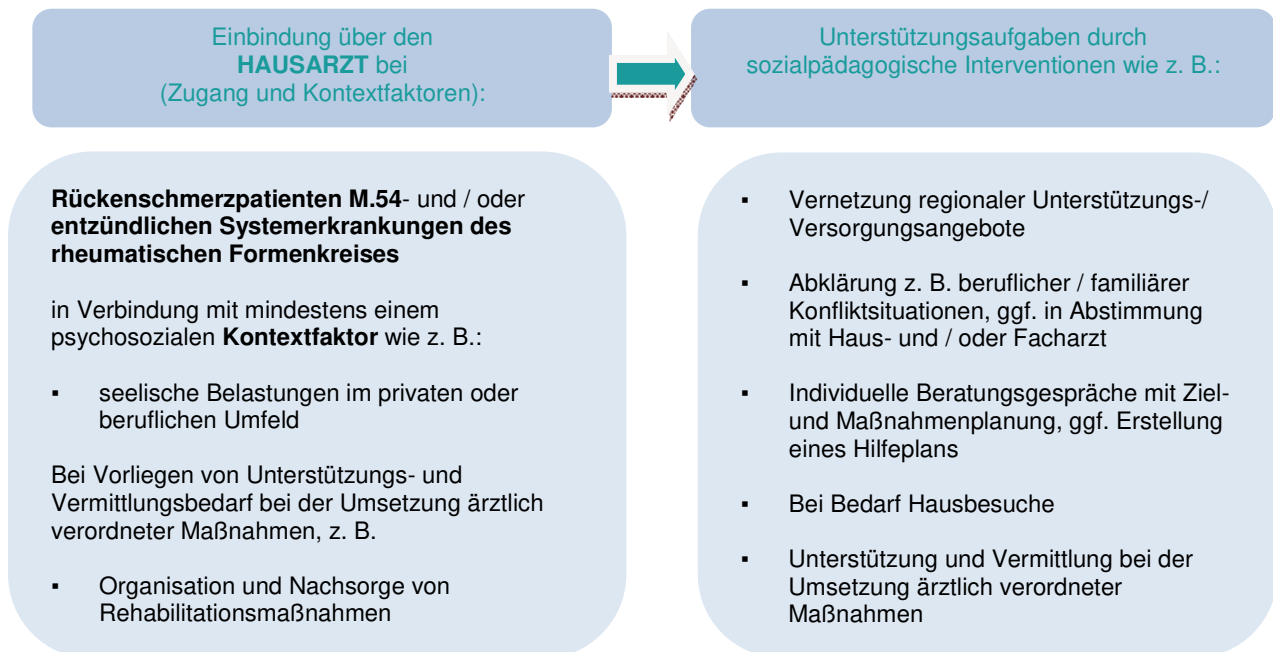 Einbindung über den
HAUSARZT bei
(Zugang und Kontextfaktoren):
Unterstützungsaufgaben durch
sozialpädagogische Interventionen wie z. B.:
Rückenschmerzpatienten M.54- und / oder
entzündlichen Systemerkrankungen des
rheumatischen Formenkreises
in Verbindung mit mindestens einem
psychosozialen Kontextfaktor wie z. B.:
▪ seelische Belastungen im privaten oder
beruflichen Umfeld
Bei Vorliegen von Unterstützungs- und
Vermittlungsbedarf bei der Umsetzung ärztlich
verordneter Maßnahmen, z. B.
▪ Organisation und Nachsorge von
Rehabilitationsmaßnahmen
▪ Vernetzung regionaler Unterstützungs-/
Versorgungsangebote
▪ Abklärung z. B. beruflicher / familiärer
Konfliktsituationen, ggf. in Abstimmung
mit Haus- und / oder Facharzt
▪ Individuelle Beratungsgespräche mit Ziel-
und Maßnahmenplanung, ggf. Erstellung
eines Hilfeplans
▪ Bei Bedarf Hausbesuche
▪ Unterstützung und Vermittlung bei der
Umsetzung ärztlich verordneter
Maßnahmen